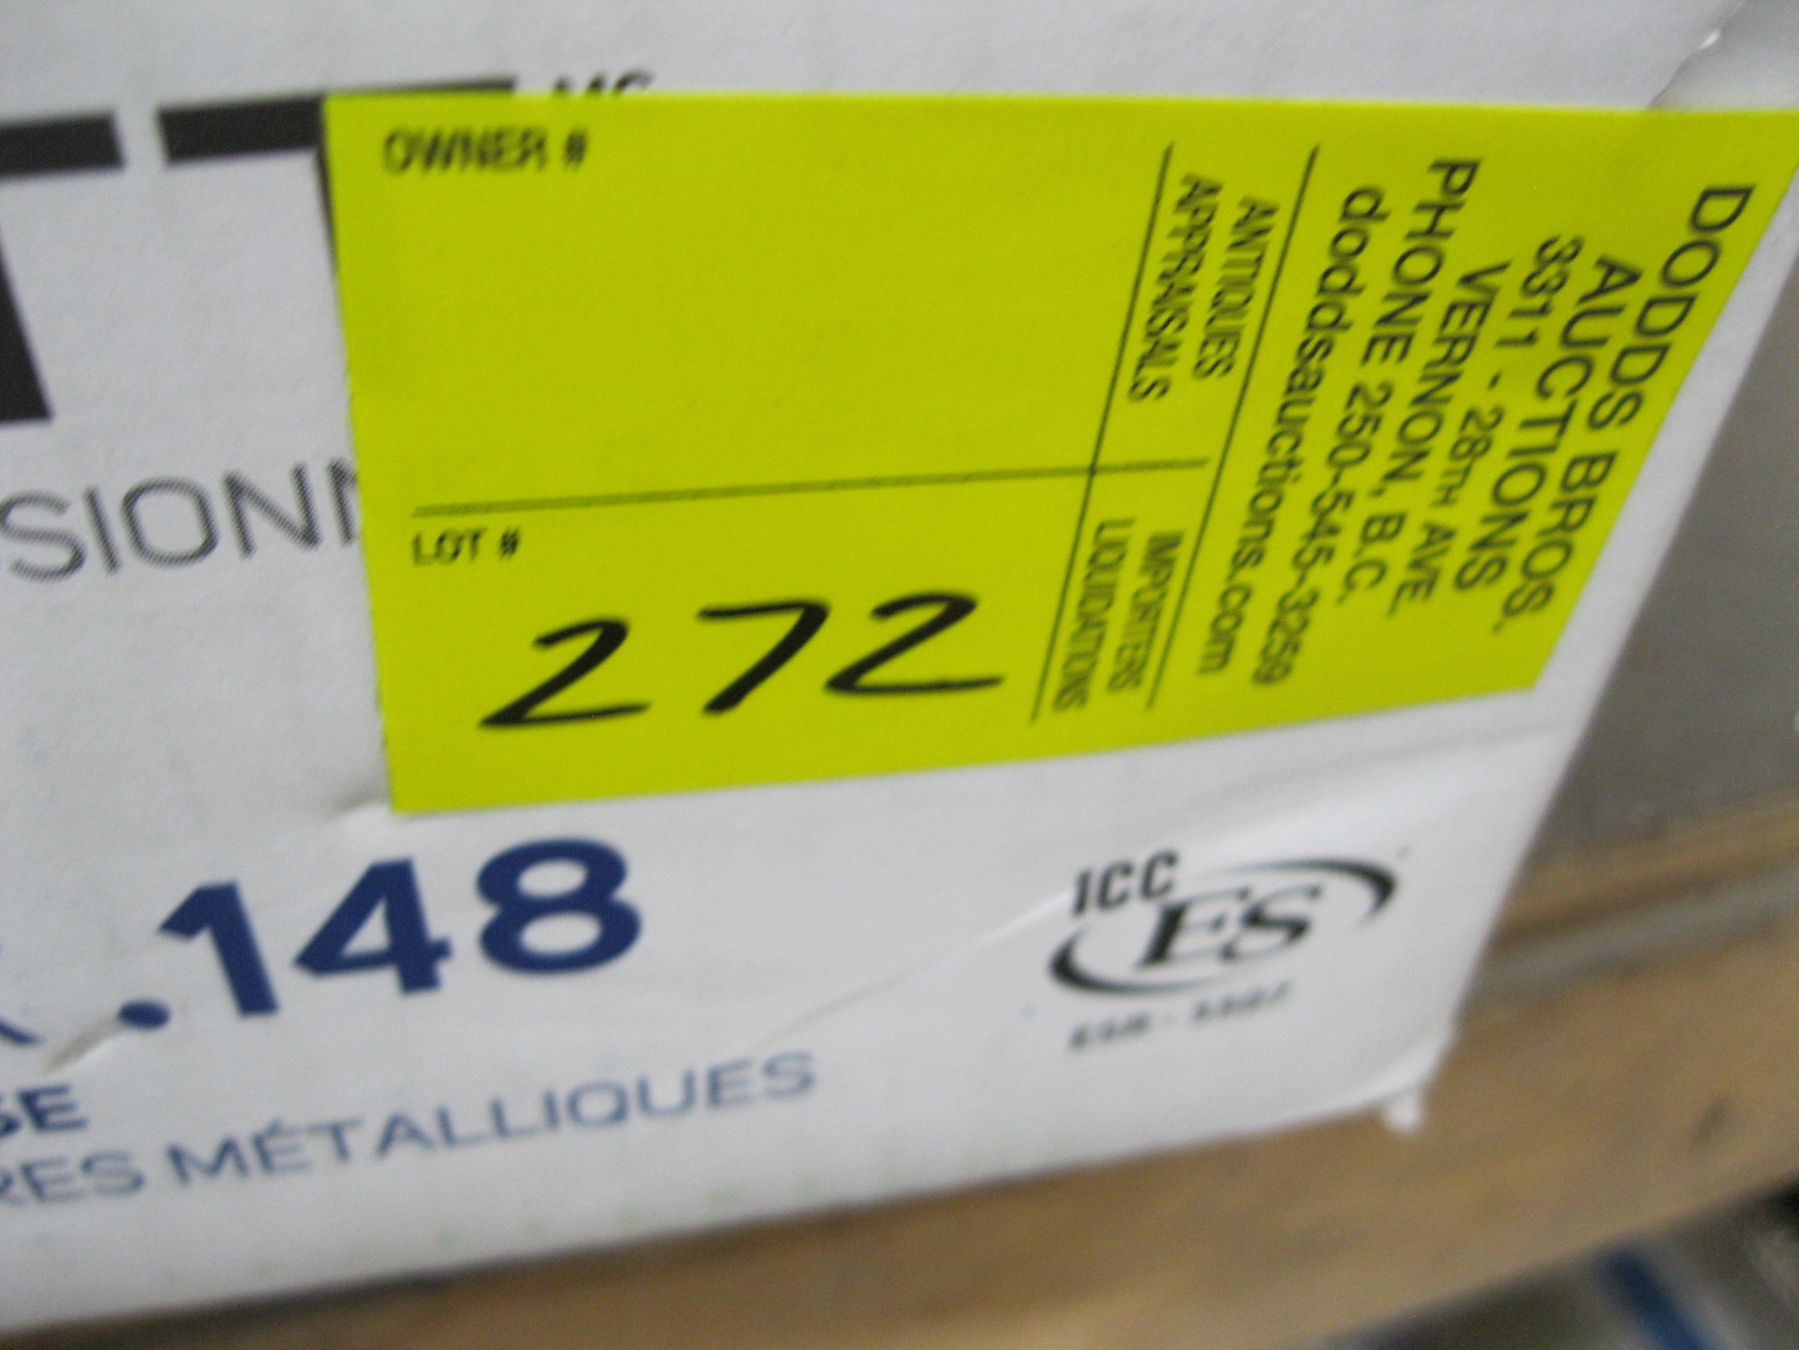 MC
OWNER #
LOT #
272
ANTIQUES
APPRAISALS
IMPORTERS
LIQUIDATIONS
DODDS BROS.
AUCTIONS
3311 - 28TH AVE.
VERNON, B.C.
PHONE 250-545-3259
doddsauctions.com
SIONN
.148
SE
RES MÉTALLIQUES
ICC
ES